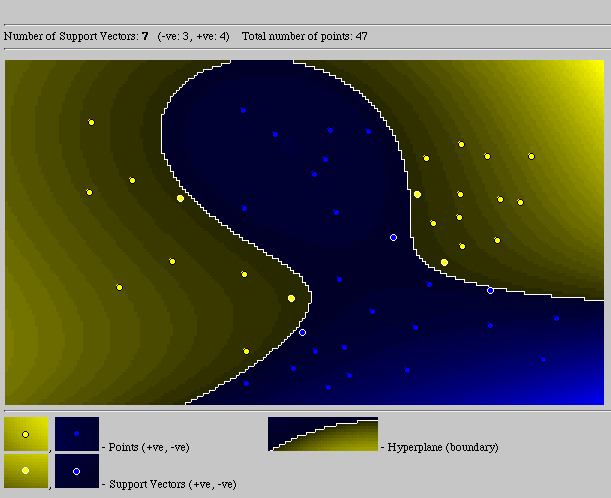 Number of Support Vectors: 7 (-ve: 3, +ve: 4) Total number of points: 47
, - Points (+ve, -ve)
- Hyperplane (boundary)
, - Support Vectors (+ve, -ve)